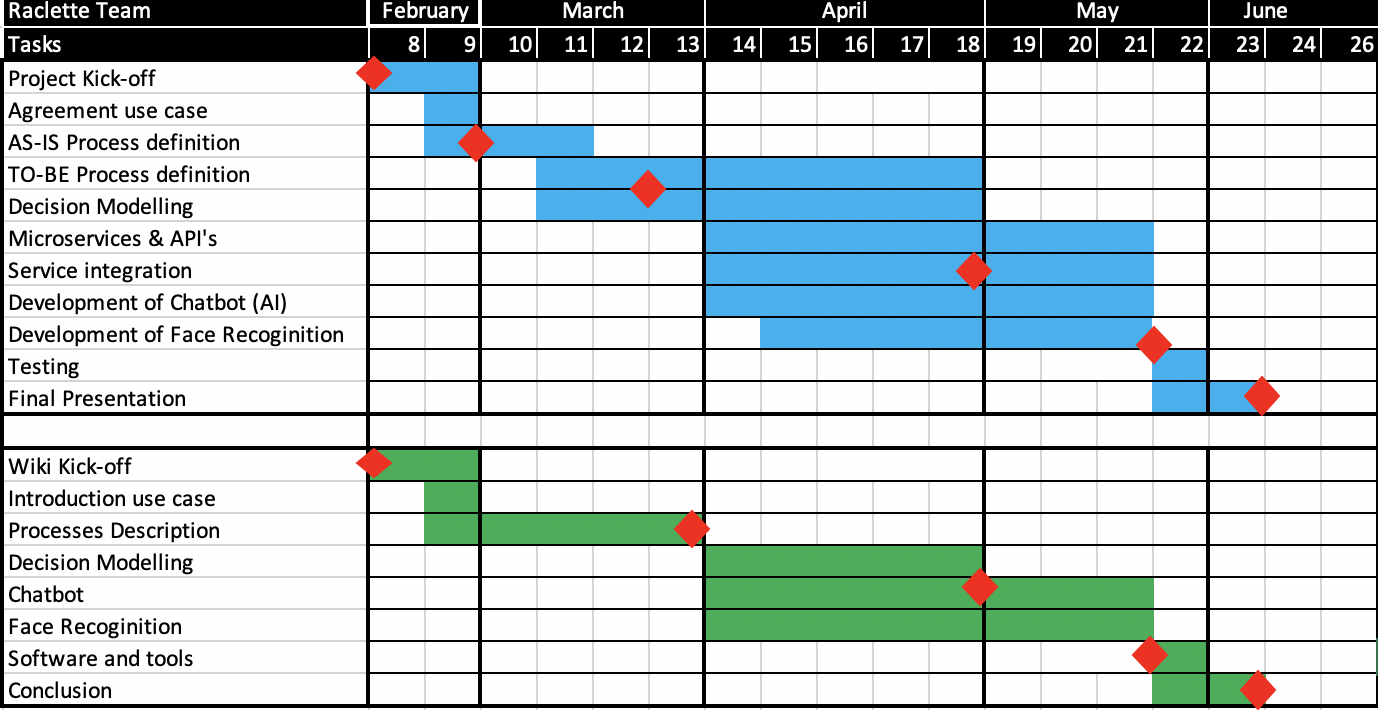 Raclette Team February March April May June
Tasks 8 9 10 11 12 13 14 15 16 17 18 19 20 21 22 23 24 26
Project Kick-off
Agreement use case
AS-IS Process definition
TO-BE Process definition
Decision Modelling
Microservices & API's
Service integration
Development of Chatbot (AI)
Development of Face Recoginition
Testing
Final Presentation
Wiki Kick-off
Introduction use case
Processes Description
Decision Modelling
Chatbot
Face Recoginition
Software and tools
Conclusion